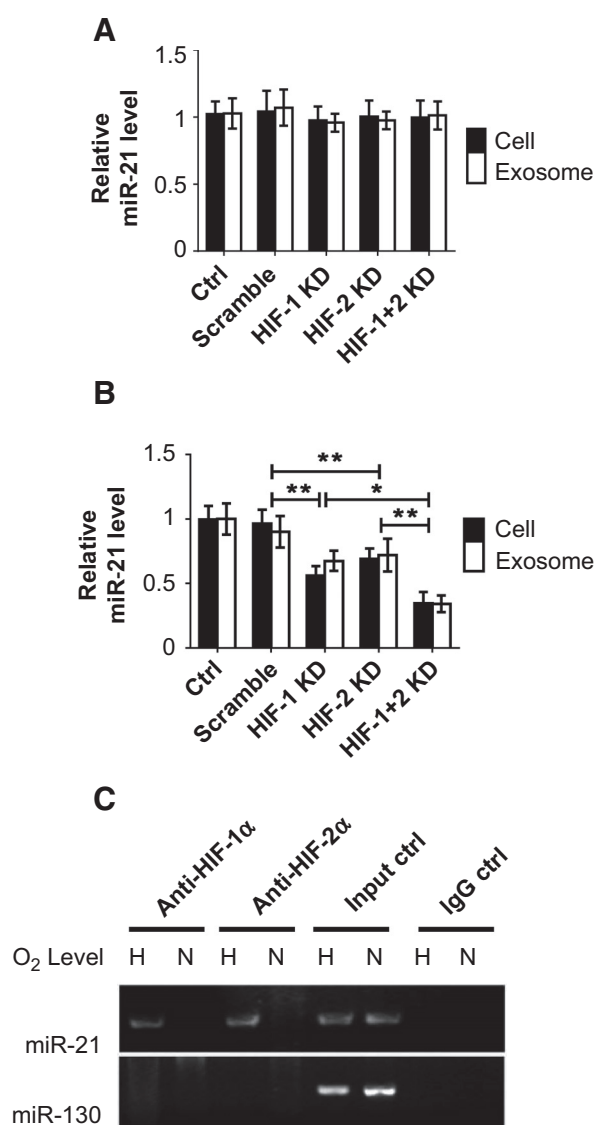 A
1.5
1
0.5
0
Relative
miR-21 level
Cell
Exosome
Ctrl
Scramble
HIF-1 KD
HIF-2 KD
HIF-1+2 KD
B
1.5
1
0.5
0
Relative
miR-21 level
**
** *
**
Cell
Exosome
Ctrl
Scramble
HIF-1 KD
HIF-2 KD
HIF-1+2 KD
C
Anti-HIF-1α
Anti-HIF-2α
Input ctrl
IgG ctrl
O₂ Level H N H N H N H N
miR-21
miR-130